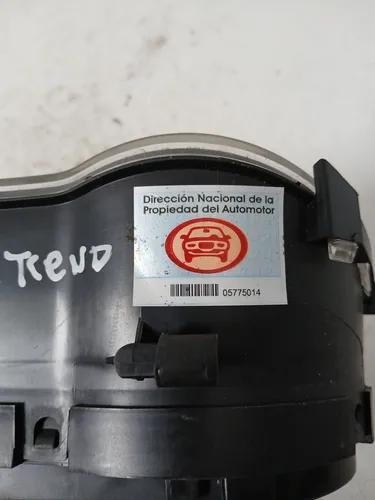 Dirección Nacional de la
Propiedad del Automotor
Trend
05775014